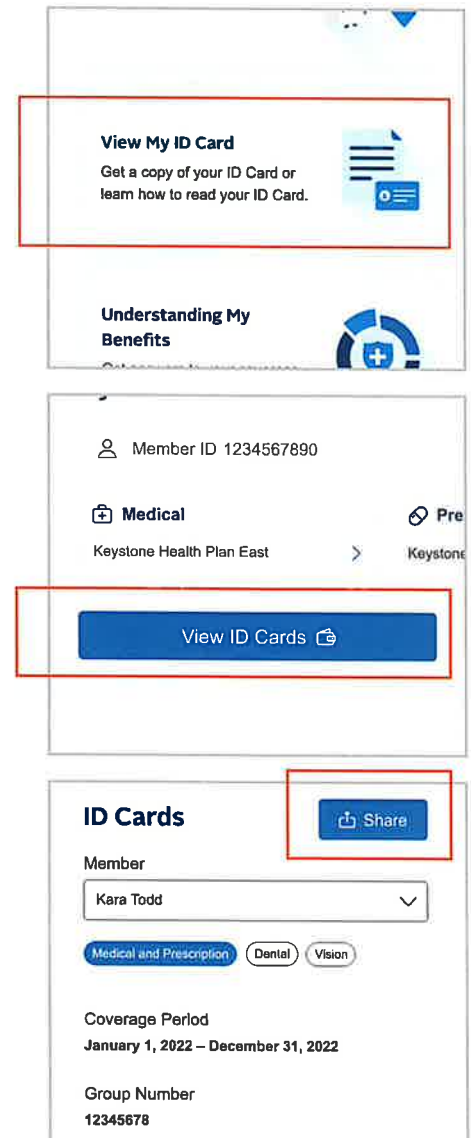 View My ID Card
Get a copy of your ID Card or
learn how to read your ID Card.
Understanding My
Benefits
Member ID 1234567890
Medical
Pre
Keystone Health Plan East
Keystone
View ID Cards
ID Cards
Share
Member
Kara Todd
Medical and Prescription
Dental
Vision
Coverage Period
January 1, 2022 – December 31, 2022
Group Number
12345678